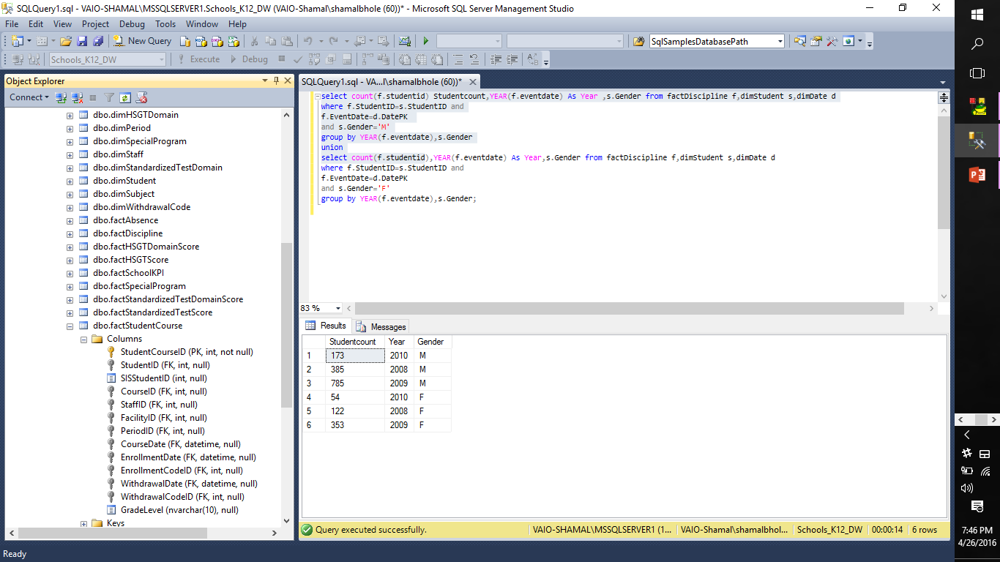 SQLQuery1.sql - VAIO-SHAMAL\MSSQLSERVER1.Schools_K12_DW (VAIO-Shamal\shamalbhole (60))* - Microsoft SQL Server Management Studio
File Edit View Project Debug Tools Window Help
New Query
SqlSamplesDatabasePath
Schools_K12_DW
Execute
Debug
Object Explorer
Connect
dbo.dimHSGTDomain
dbo.dimPeriod
dbo.dimSpecialProgram
dbo.dimStaff
dbo.dimStandardizedTestDomain
dbo.dimStudent
dbo.dimSubject
dbo.dimWithdrawalCode
dbo.factAbsence
dbo.factDiscipline
dbo.factHSGTDomainScore
dbo.factHSGTScore
dbo.factSchoolKPI
dbo.factSpecialProgram
dbo.factStandardizedTestDomainScore
dbo.factStandardizedTestScore
dbo.factStudentCourse
Columns
StudentCourseID (PK, int, not null)
StudentID (FK, int, null)
SISStudentID (int, null)
CourseID (FK, int, null)
StaffID (FK, int, null)
FacilityID (FK, int, null)
PeriodID (FK, int, null)
CourseDate (FK, datetime, null)
EnrollmentDate (FK, datetime, null)
EnrollmentCodeID (FK, int, null)
WithdrawalDate (FK, datetime, null)
WithdrawalCodeID (FK, int, null)
GradeLevel (nvarchar(10), null)
Keys
SQLQuery1.sql - VA...l\shamalbhole (60))*
select count(f.studentid) Studentcount,YEAR(f.eventdate) As Year ,s.Gender from factDiscipline f,dimStudent s,dimDate d
where f.StudentID=s.StudentID and
f.EventDate=d.DatePK
and s.Gender='M'
group by YEAR(f.eventdate),s.Gender
union
select count(f.studentid),YEAR(f.eventdate) As Year,s.Gender from factDiscipline f,dimStudent s,dimDate d
where f.StudentID=s.StudentID and
f.EventDate=d.DatePK
and s.Gender='F'
group by YEAR(f.eventdate),s.Gender;
83 %
Results Messages
Studentcount Year Gender
1 173 2010 M
2 385 2008 M
3 785 2009 M
4 54 2010 F
5 122 2008 F
6 353 2009 F
Query executed successfully. VAIO-SHAMAL\MSSQLSERVER1 (1... VAIO-Shamal\shamalbhol... Schools_K12_DW 00:00:14 6 rows
Ready
7:46 PM
4/26/2016